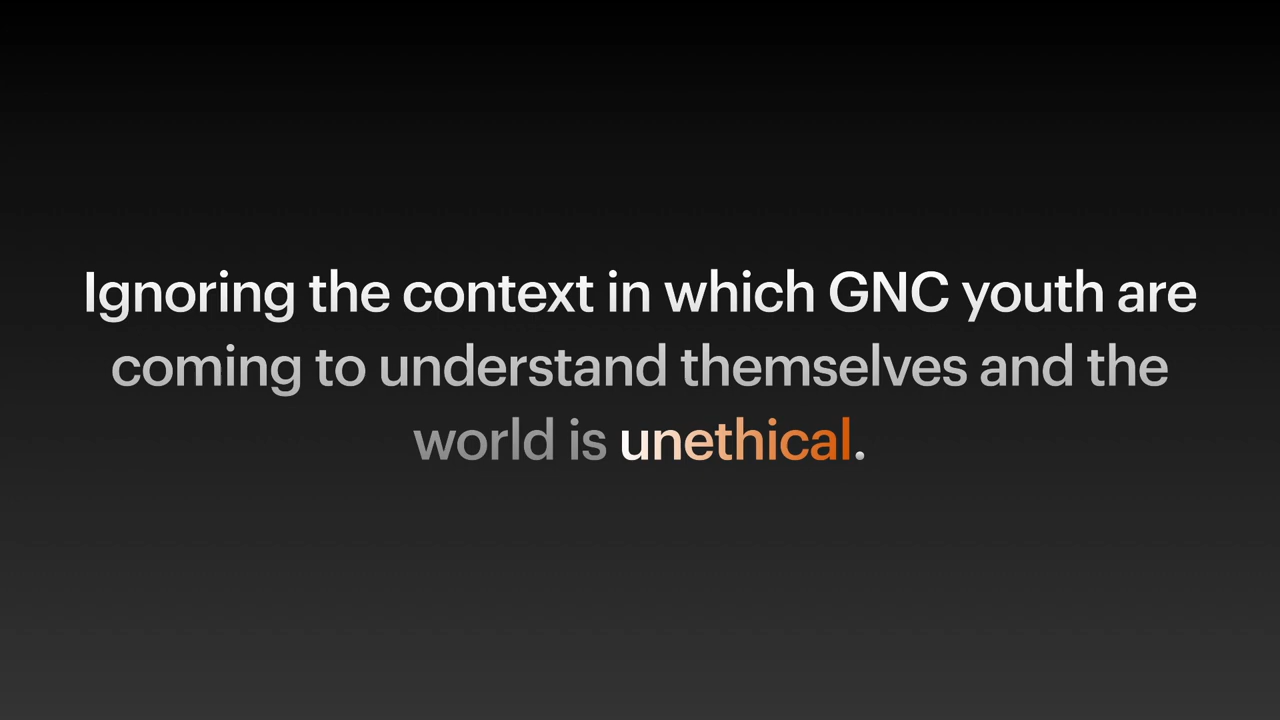 Ignoring the context in which GNC youth are
coming to understand themselves and the
world is unethical.